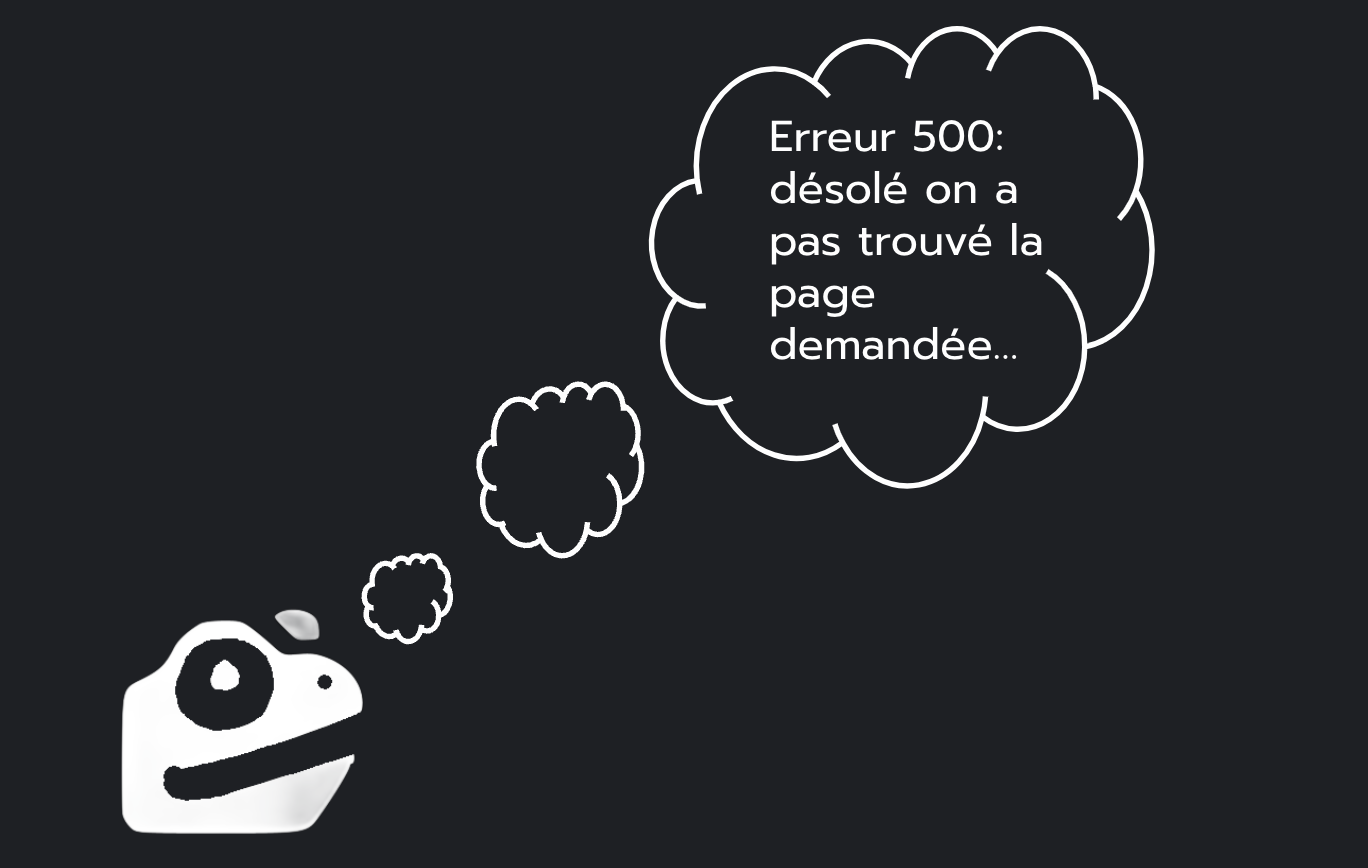 Erreur 500:
désolé on a
pas trouvé la
page
demandée...